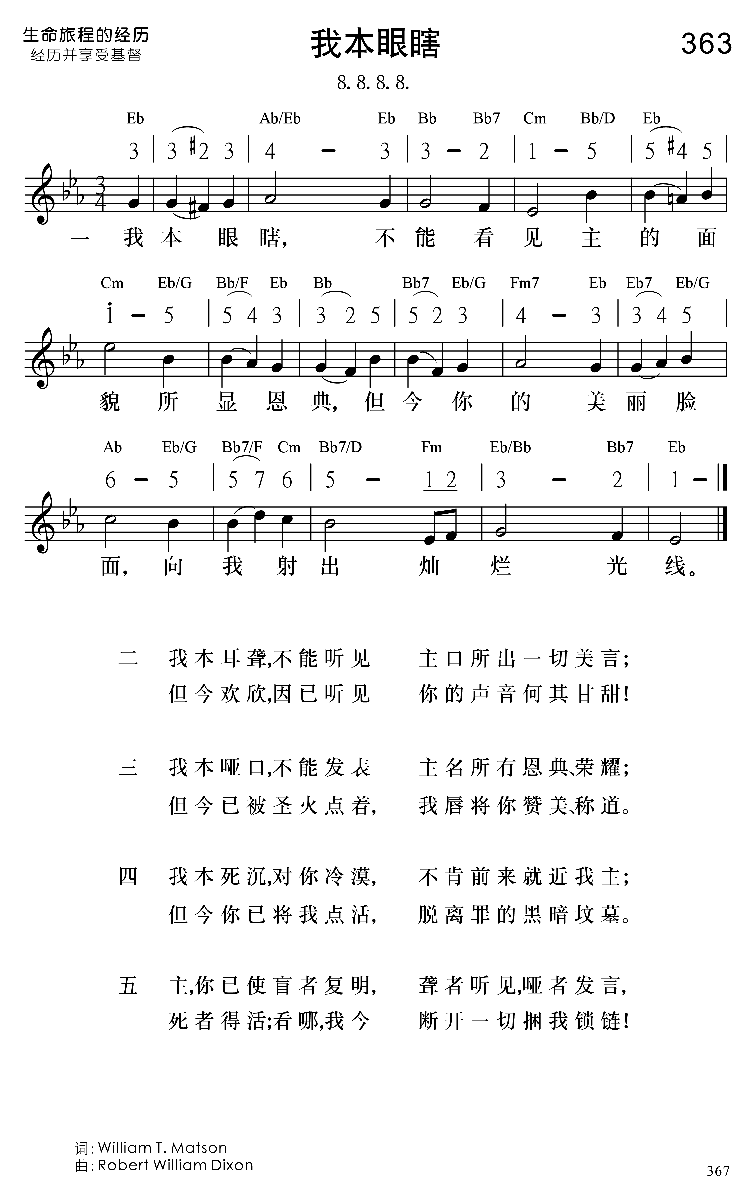 生命旅程的经历
经历并享受基督
我本眼瞎
363
8. 8. 8. 8.
Eb Ab/Eb Eb Bb Bb7 Cm Bb/D Eb
3 | 3 #2 3 | 4 – 3 | 3 – 2 | 1 – 5 | 5 #4 5 |
3/4
一 我 本 眼 瞎, 不 能 看 见 主 的 面
Cm Eb/G Bb/F Eb Bb Bb7 Eb/G Fm7 Eb Eb7 Eb/G
i – 5 | 5 4 3 | 3 2 5 | 5 2 3 | 4 – 3 | 3 4 5 |
貌 所 显 恩 典, 但 今 你 的 美 丽 脸
Ab Eb/G Bb7/F Cm Bb7/D Fm Eb/Bb Bb7 Eb
6 – 5 | 5 7 6 | 5 – 1 2 | 3 – 2 | 1 – ||
面, 向 我 射 出 灿 烂 光 线。
二 我本耳聋,不能听见 主口所出一切美言;
但今欢欣,因已听见 你的声音何其甘甜!
三 我本哑口,不能发表 主名所有恩典、荣耀;
但今已被圣火点着, 我唇将你赞美、称道。
四 我本死沉,对你冷漠, 不肯前来就近我主;
但今你已将我点活, 脱离罪的黑暗坟墓。
五 主,你已使盲者复明, 聋者听见,哑者发言,
死者得活;看哪,我今 断开一切捆我锁链!
词: William T. Matson
曲: Robert William Dixon
367